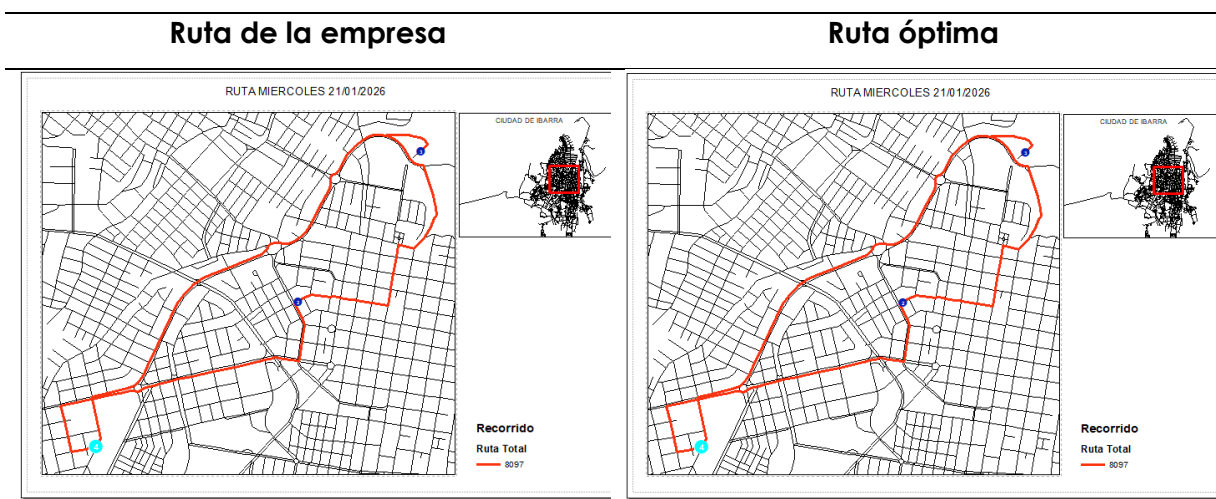 Ruta de la empresa
Ruta óptima
RUTA MIERCOLES 21/01/2026
CIUDAD DE IBARRA
Recorrido
Ruta Total
8097
RUTA MIERCOLES 21/01/2026
CIUDAD DE IBARRA
Recorrido
Ruta Total
8097